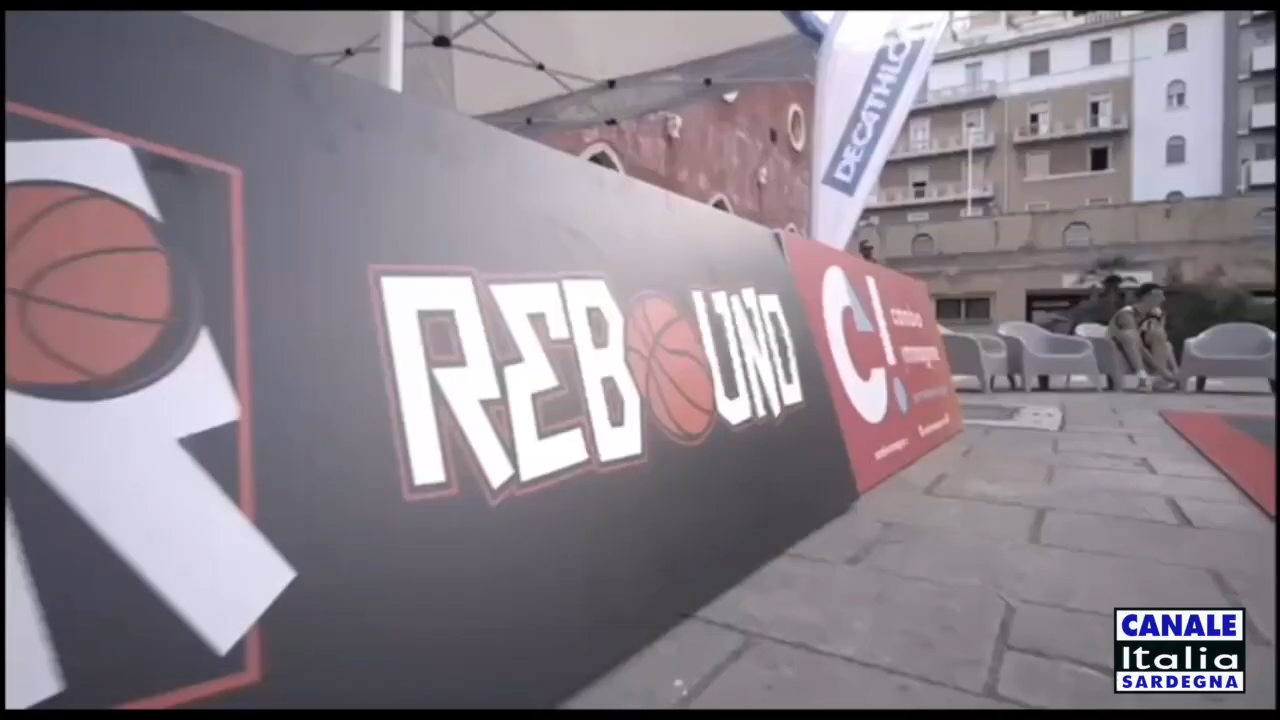 DECATHLON
REBOUND
R
C!
CANALE
Italia
SARDEGNA